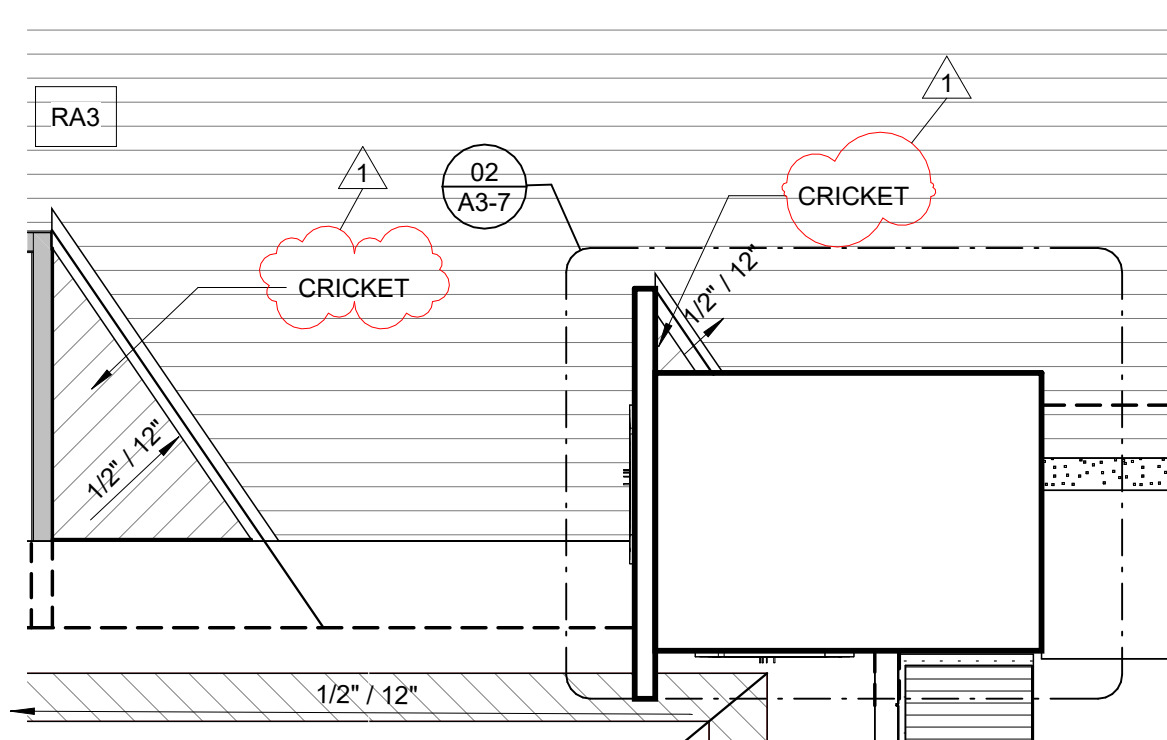 1
RA3
1
02
A3-7
CRICKET
CRICKET
1/2" / 12"
1/2" / 12"
1/2" / 12"